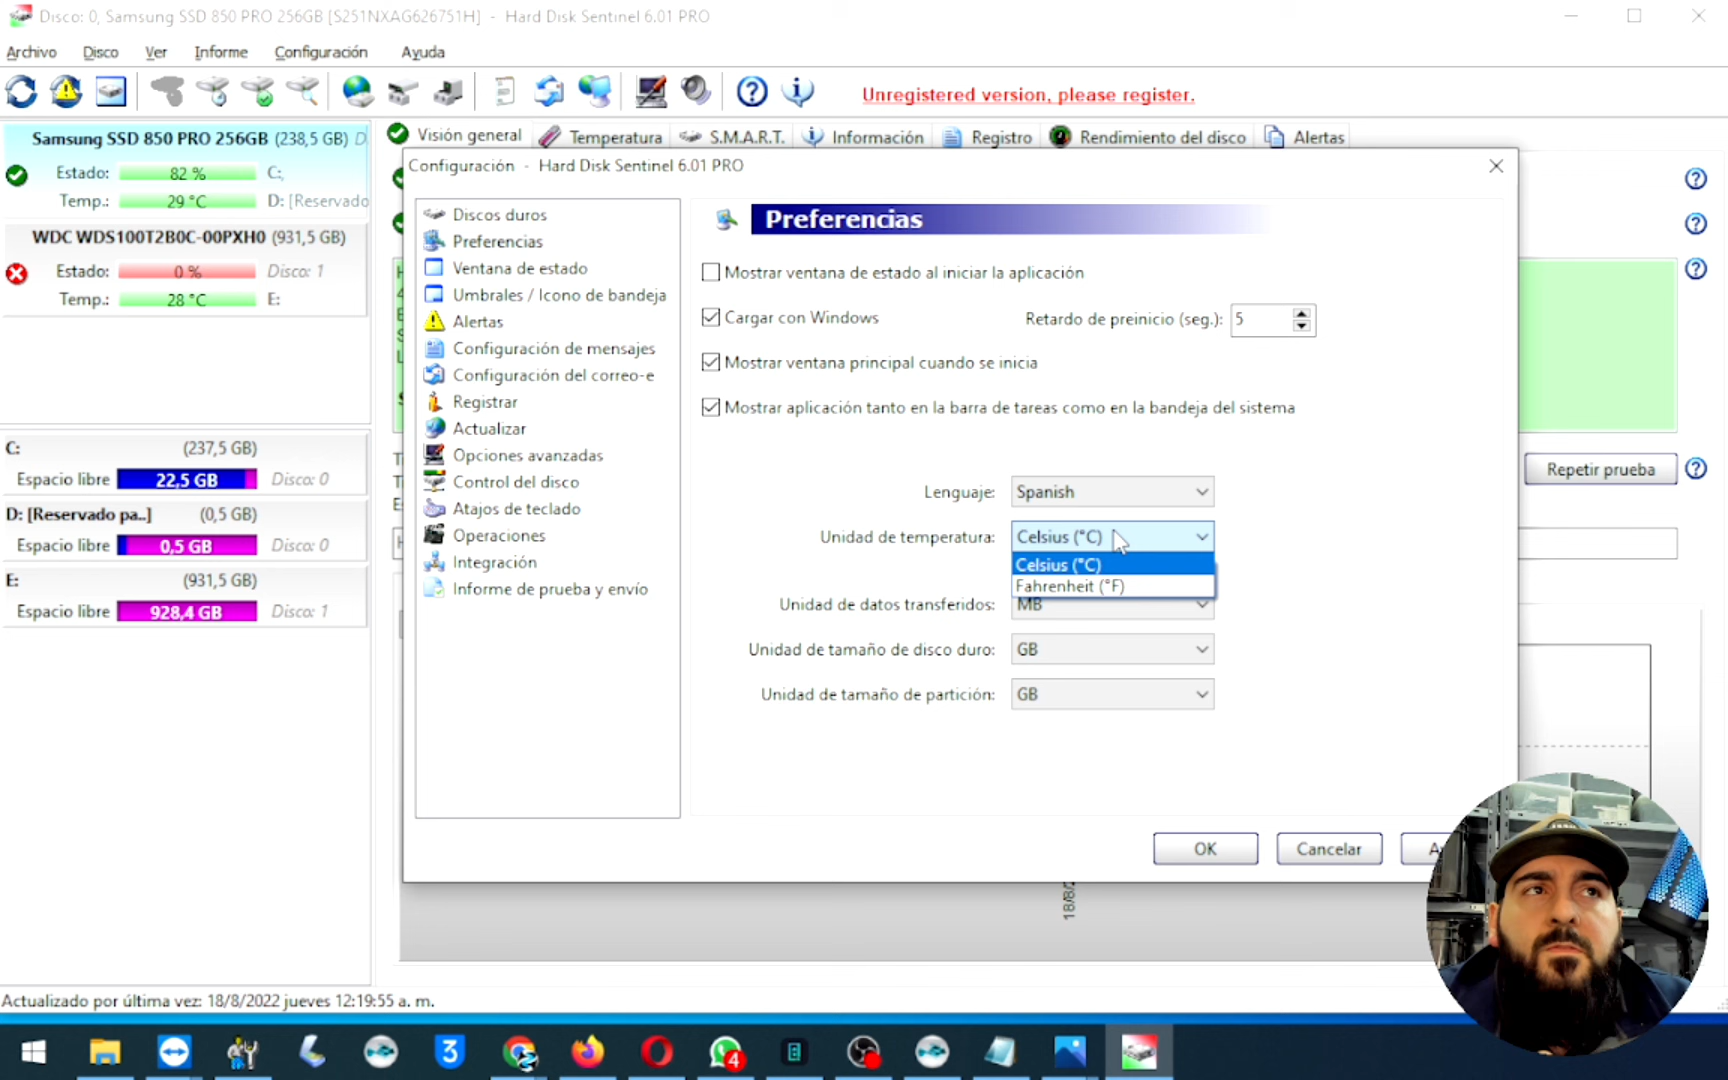 Disco: 0, Samsung SSD 850 PRO 256GB [S251NXAG626751H] - Hard Disk Sentinel 6.01 PRO
Archivo Disco Ver Informe Configuración Ayuda
Unregistered version, please register.
Samsung SSD 850 PRO 256GB (238,5 GB)
Estado: 82 % C:,
Temp.: 29 °C D: [Reservado
WDC WDS100T2B0C-00PXH0 (931,5 GB)
Estado: 0 % Disco: 1
Temp.: 28 °C E:
C: (237,5 GB)
Espacio libre 22,5 GB Disco: 0
D: [Reservado pa..] (0,5 GB)
Espacio libre 0,5 GB Disco: 0
E: (931,5 GB)
Espacio libre 928,4 GB Disco: 1
Visión general Temperatura S.M.A.R.T. Información Registro Rendimiento del disco Alertas
Configuración - Hard Disk Sentinel 6.01 PRO
Discos duros
Preferencias
Ventana de estado
Umbrales / Icono de bandeja
Alertas
Configuración de mensajes
Configuración del correo-e
Registrar
Actualizar
Opciones avanzadas
Control del disco
Atajos de teclado
Operaciones
Integración
Informe de prueba y envío
Preferencias
Mostrar ventana de estado al iniciar la aplicación
Cargar con Windows Retardo de preinicio (seg.): 5
Mostrar ventana principal cuando se inicia
Mostrar aplicación tanto en la barra de tareas como en la bandeja del sistema
Lenguaje: Spanish
Unidad de temperatura: Celsius (°C)
Celsius (°C)
Fahrenheit (°F)
Unidad de datos transferidos: MB
Unidad de tamaño de disco duro: GB
Unidad de tamaño de partición: GB
OK Cancelar
Repetir prueba
Actualizado por última vez: 18/8/2022 jueves 12:19:55 a. m.
3
4